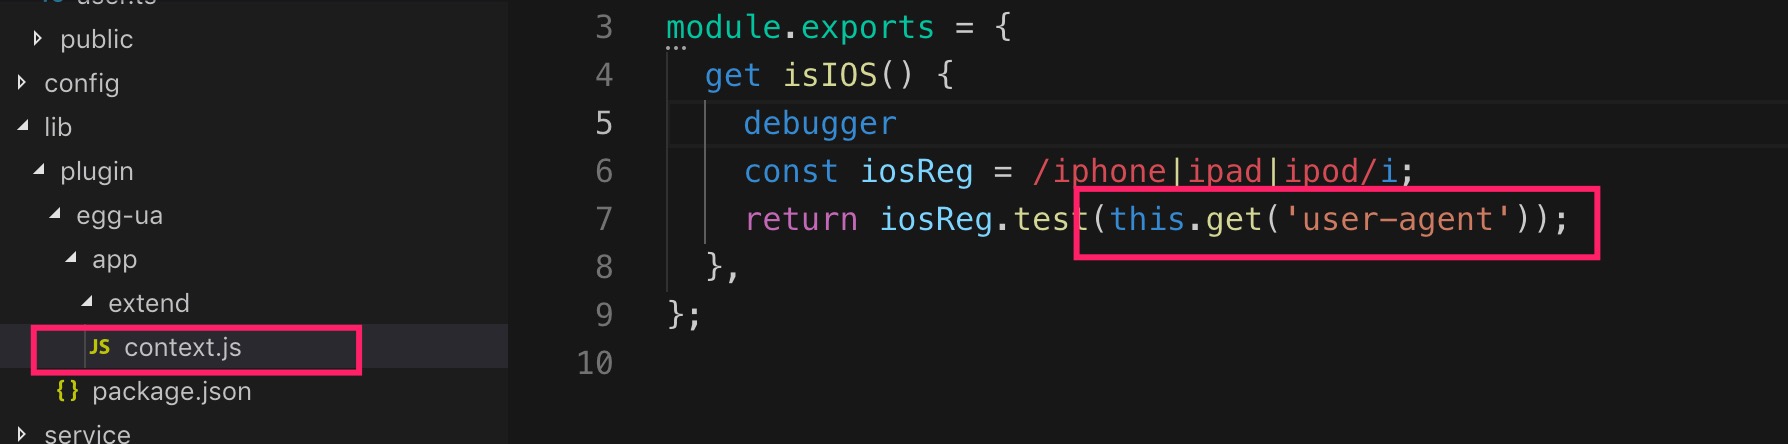 user.ts
public
config
lib
plugin
egg-ua
app
extend
JS context.js
{} package.json
service
3 module.exports = {
4 get isIOS() {
5 debugger
6 const iosReg = /iphone|ipad|ipod/i;
7 return iosReg.test(this.get('user-agent'));
8 },
9 };
10